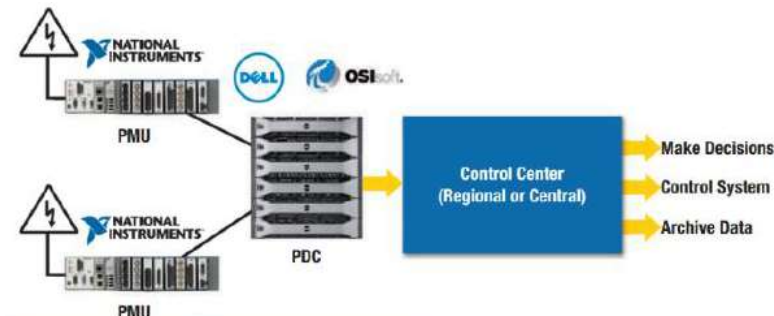 NATIONAL
INSTRUMENTS
PMU
DELL
OSIsoft.
NATIONAL
INSTRUMENTS
PMU
PDC
Control Center
(Regional or Central)
Make Decisions
Control System
Archive Data